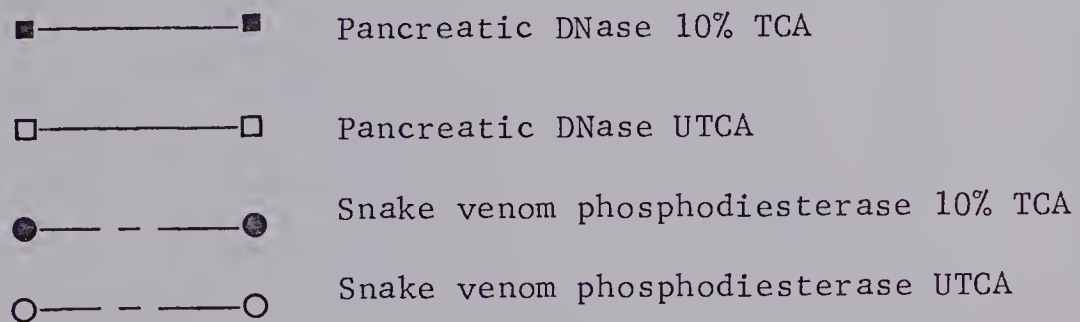 Pancreatic DNase 10% TCA
Pancreatic DNase UTCA
Snake venom phosphodiesterase 10% TCA
Snake venom phosphodiesterase UTCA